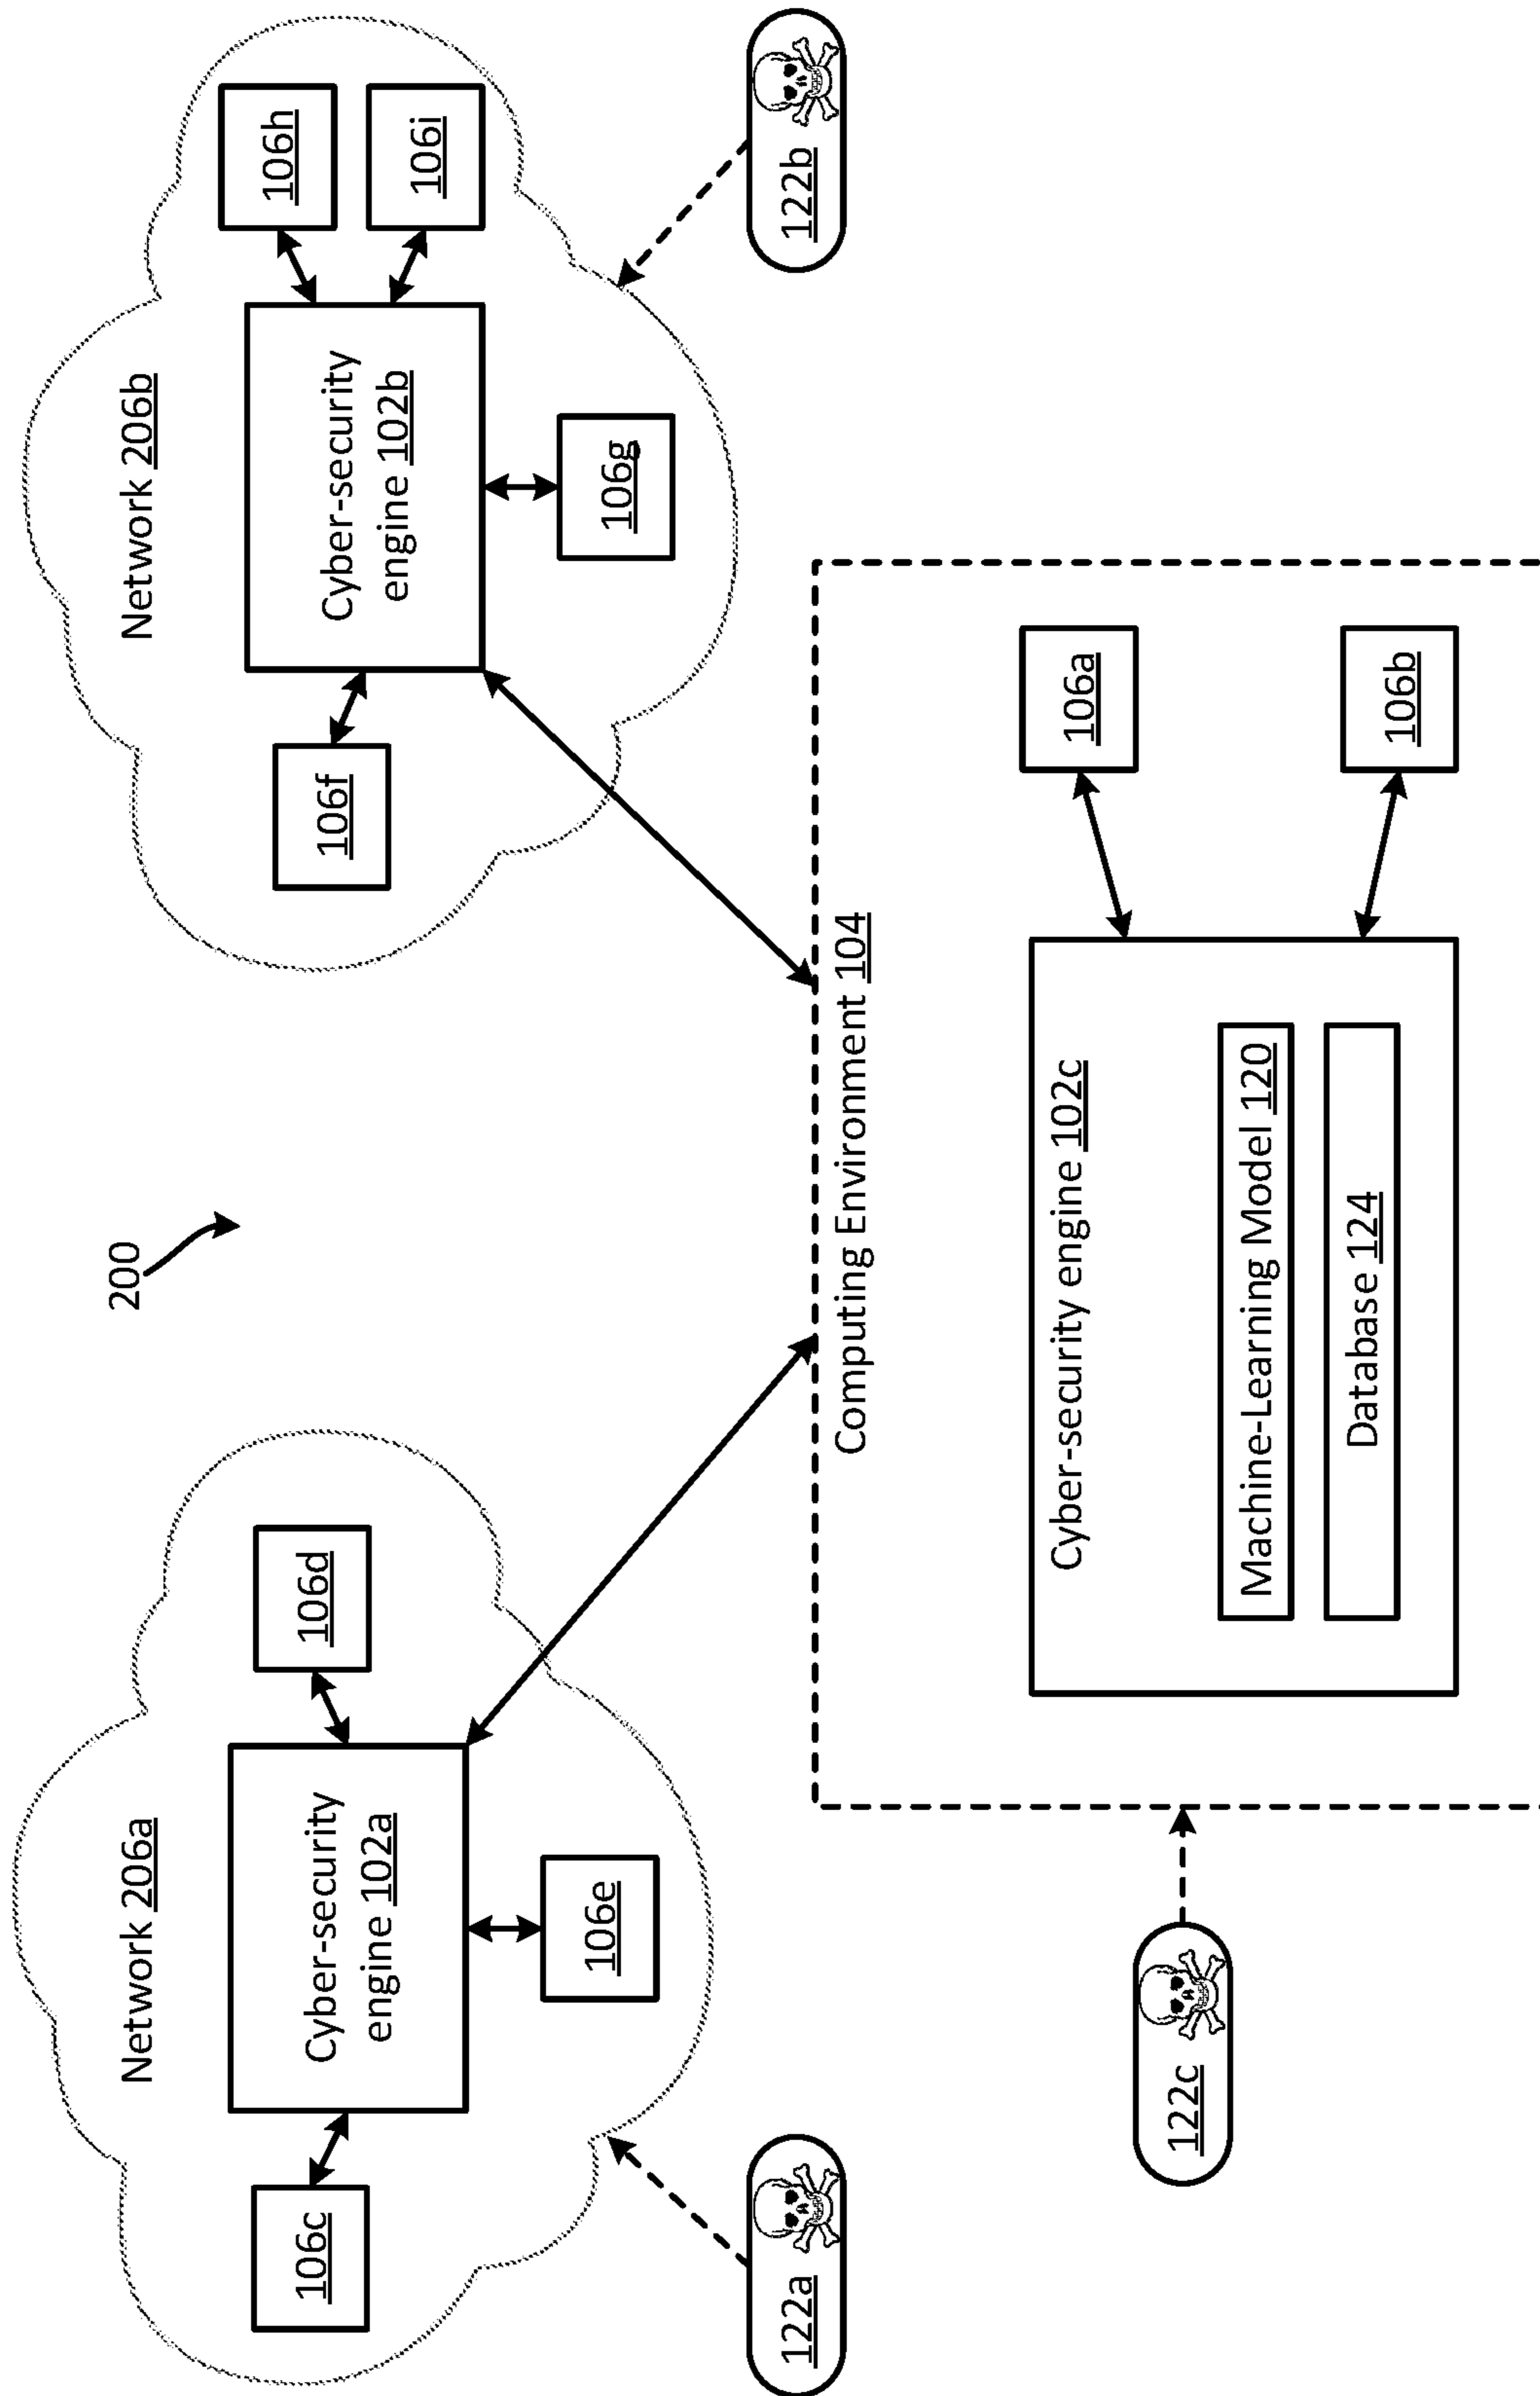 200
Network 206a
Cyber-security
engine 102a
106c
106d
106e
122a
Network 206b
Cyber-security
engine 102b
106f
106g
106h
106i
122b
Computing Environment 104
Cyber-security engine 102c
Machine-Learning Model 120
Database 124
106a
106b
122c